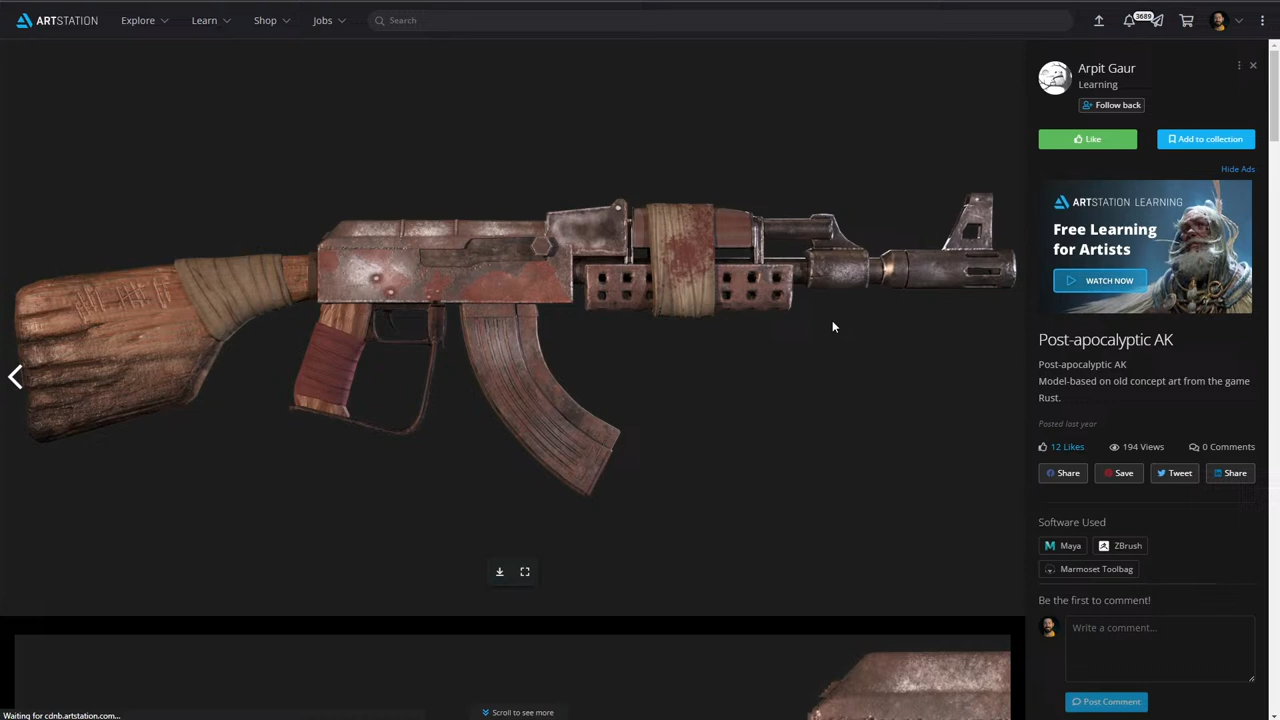 ARTSTATION
Explore
Learn
Shop
Jobs
Search
3689
Arpit Gaur
Learning
Follow back
Like
Add to collection
Hide Ads
ARTSTATION LEARNING
Free Learning
for Artists
WATCH NOW
Post-apocalyptic AK
Post-apocalyptic AK
Model-based on old concept art from the game
Rust.
Posted last year
12 Likes
194 Views
0 Comments
Share
Save
Tweet
Share
Software Used
Maya
ZBrush
Marmoset Toolbag
Be the first to comment!
Write a comment...
Post Comment
Scroll to see more
Waiting for cdnb.artstation.com...